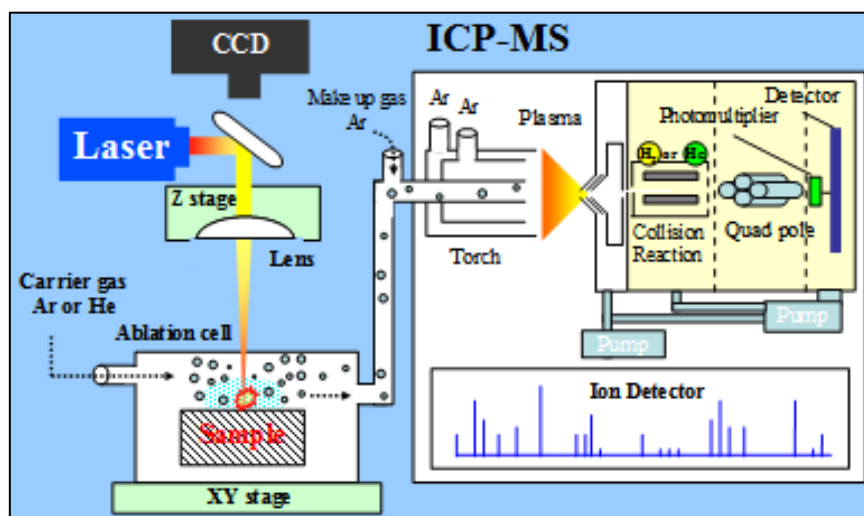 CCD
ICP-MS
Make up gas
Ar
Ar
Ar
Plasma
Detector
Photomultiplier
Laser
H₂ or He
Z stage
Lens
Torch
Collision
Reaction
Quad pole
Carrier gas
Ar or He
Ablation cell
Pump
Pump
Ion Detector
Sample
XY stage